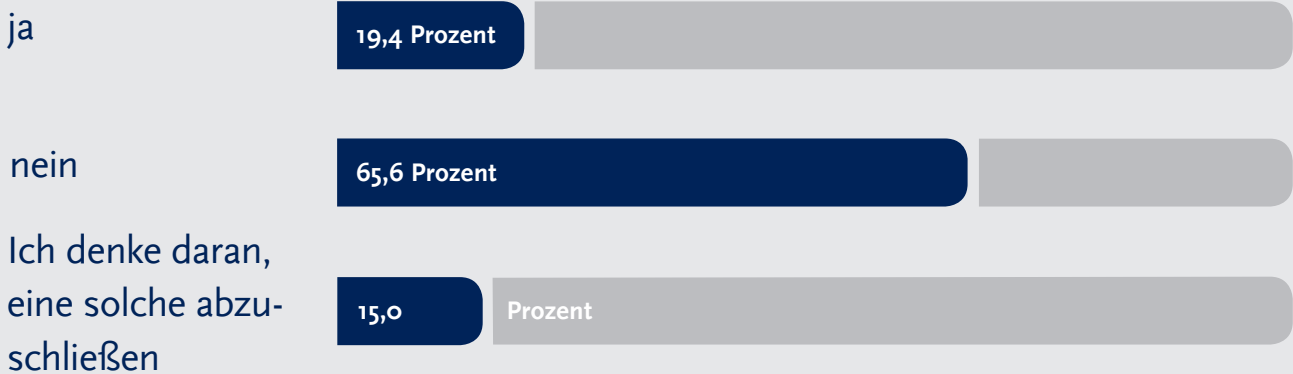 ja
19,4 Prozent
nein
65,6 Prozent
Ich denke daran,
eine solche abzu-
schließen
15,0 Prozent